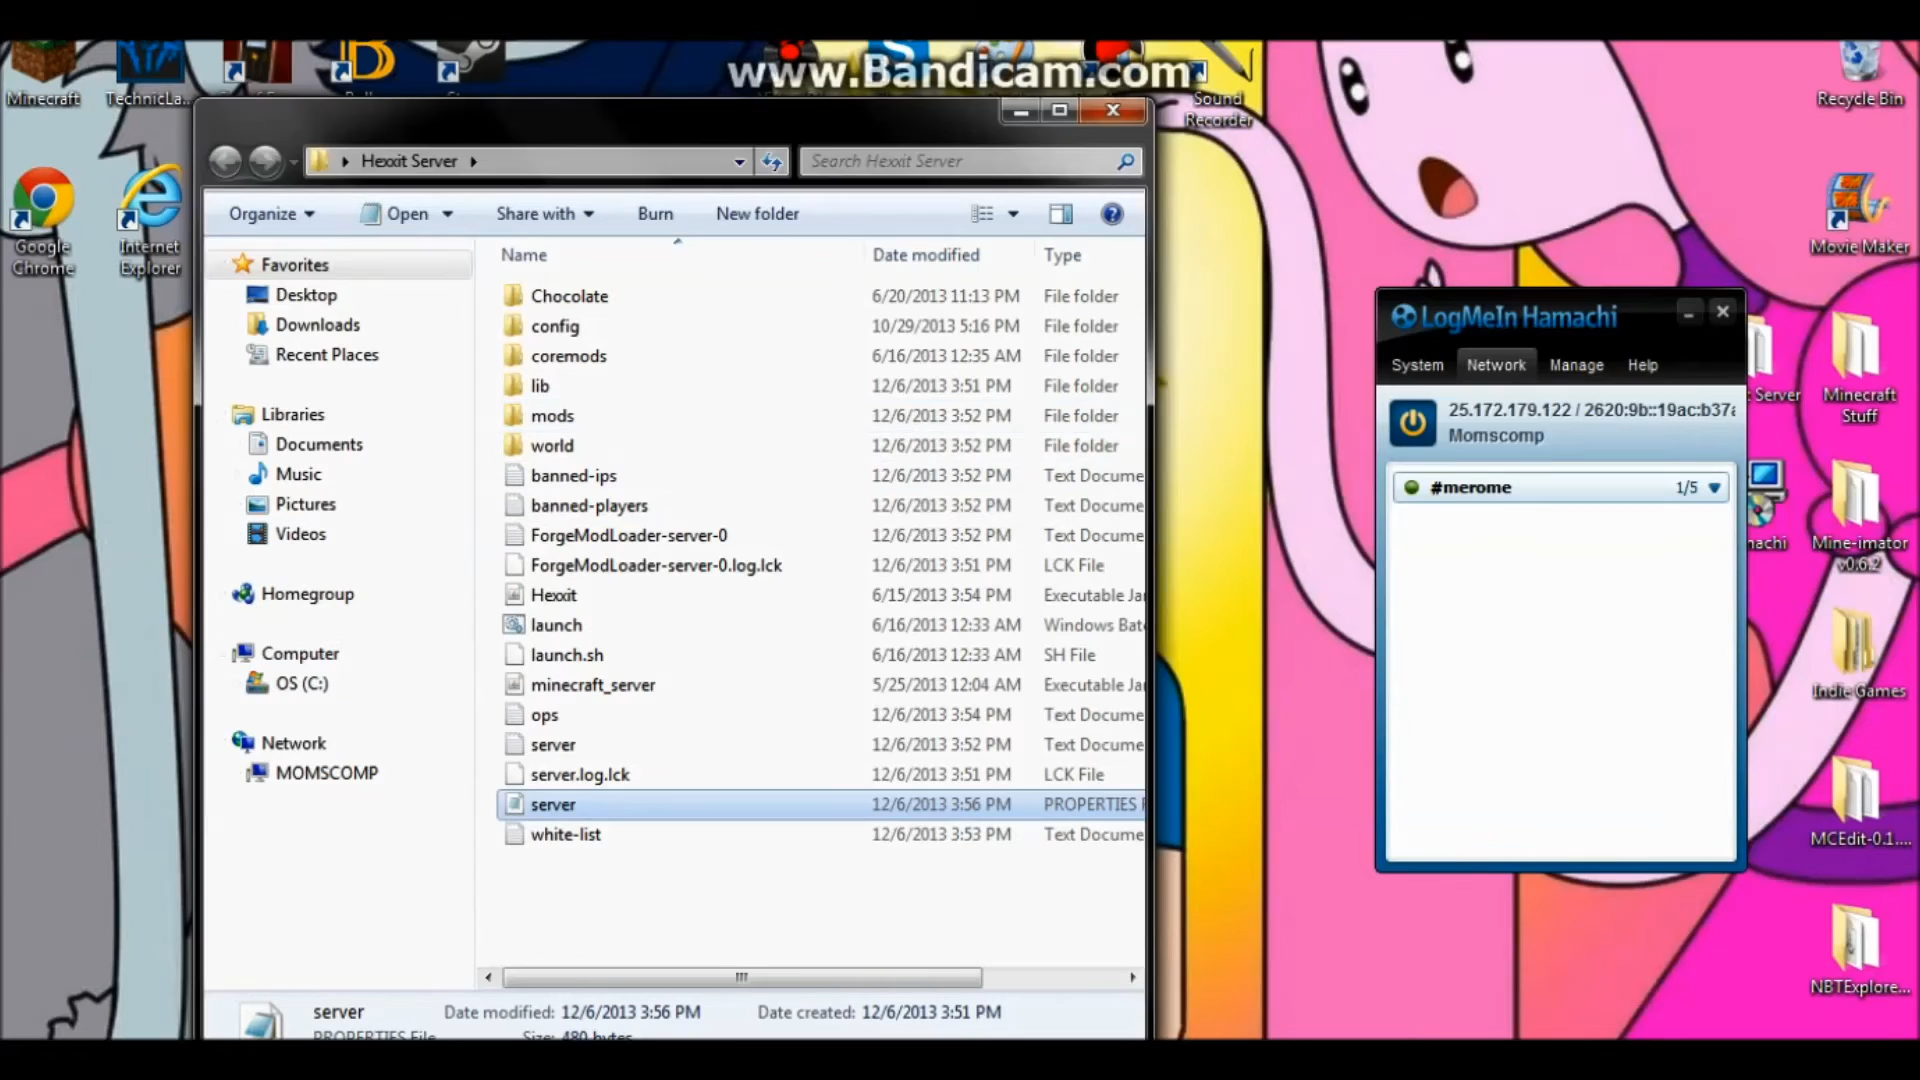 www.Bandicam.com
Minecraft
TechnicLa...
Sound
Recorder
Recycle Bin
Google
Chrome
Internet
Explorer
Movie Maker
Hexxit Server
Search Hexxit Server
Organize
Open
Share with
Burn
New folder
Name
Date modified
Type
Favorites
Desktop
Downloads
Recent Places
Libraries
Documents
Music
Pictures
Videos
Homegroup
Computer
OS (C:)
Network
MOMSCOMP
Chocolate 6/20/2013 11:13 PM File folder
config 10/29/2013 5:16 PM File folder
coremods 6/16/2013 12:35 AM File folder
lib 12/6/2013 3:51 PM File folder
mods 12/6/2013 3:52 PM File folder
world 12/6/2013 3:52 PM File folder
banned-ips 12/6/2013 3:52 PM Text Docume
banned-players 12/6/2013 3:52 PM Text Docume
ForgeModLoader-server-0 12/6/2013 3:52 PM Text Docume
ForgeModLoader-server-0.log.lck 12/6/2013 3:51 PM LCK File
Hexxit 6/15/2013 3:54 PM Executable Ja
launch 6/16/2013 12:33 AM Windows Bat
launch.sh 6/16/2013 12:33 AM SH File
minecraft_server 5/25/2013 12:04 AM Executable Ja
ops 12/6/2013 3:54 PM Text Docume
server 12/6/2013 3:52 PM Text Docume
server.log.lck 12/6/2013 3:51 PM LCK File
server 12/6/2013 3:56 PM PROPERTIES F
white-list 12/6/2013 3:53 PM Text Docume
server Date modified: 12/6/2013 3:56 PM Date created: 12/6/2013 3:51 PM
PROPERTIES File Size: 480 bytes
LogMeIn Hamachi
System Network Manage Help
25.172.179.122 / 2620:9b::19ac:b37a
Momscomp
#merome 1/5
Server
Minecraft
Stuff
machi
Mine-imator
v0.6.2
Indie Games
MCEdit-0.1....
NBTExplore...